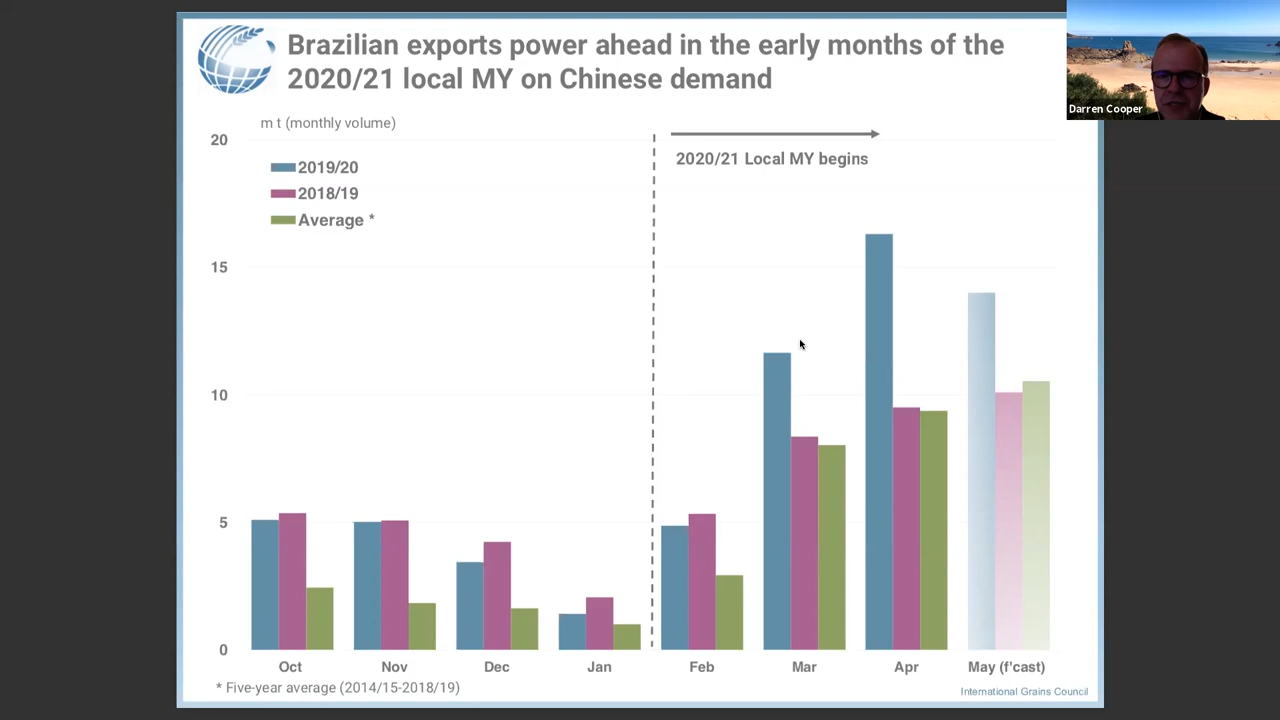 Brazilian exports power ahead in the early months of the
2020/21 local MY on Chinese demand
Darren Cooper
m t (monthly volume)
20
2019/20
2018/19
Average *
2020/21 Local MY begins
15
10
5
0
Oct
Nov
Dec
Jan
Feb
Mar
Apr
May (f'cast)
* Five-year average (2014/15-2018/19)
International Grains Council